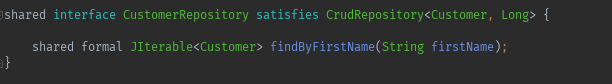 shared interface CustomerRepository satisfies CrudRepository<Customer, Long> {
shared formal JIterable<Customer> findByFirstName(String firstName);
}